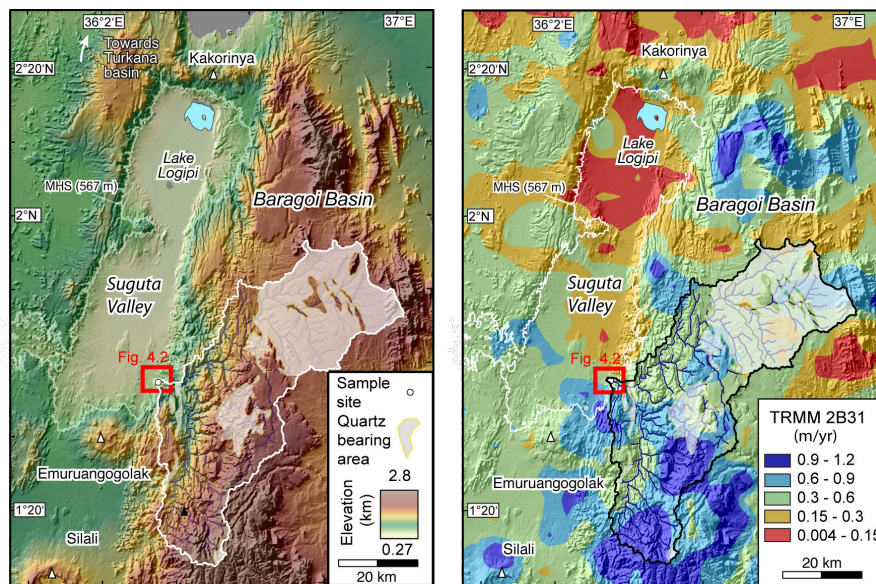 36°2'E
37°E
Towards
Turkana
basin
Kakorinya
2°20'N
Lake
Logipi
MHS (567 m)
Baragoi Basin
2°N
Suguta
Valley
Fig. 4.2
Emuruangogolak
1°20'
Silali
Sample
site
Quartz
bearing
area
Elevation
(km)
2.8
0.27
20 km
36°2'E
37°E
Kakorinya
2°20'N
Lake
Logipi
MHS (567 m)
Baragoi Basin
2°N
Suguta
Valley
Fig. 4.2
Emuruangogolak
1°20'
Silali
TRMM 2B31
(m/yr)
0.9 - 1.2
0.6 - 0.9
0.3 - 0.6
0.15 - 0.3
0.004 - 0.15
20 km